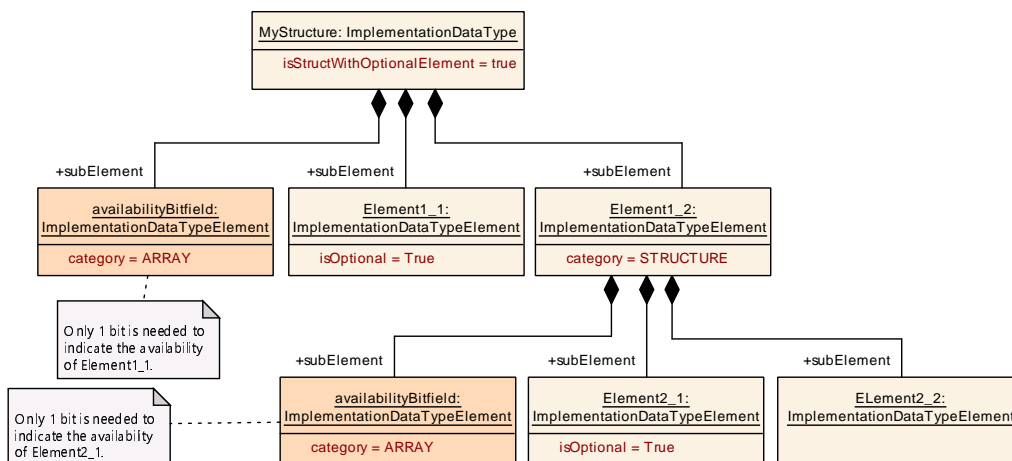 MyStructure: ImplementationDataType
isStructWithOptionalElement = true
+subElement
+subElement
+subElement
availabilityBitfield:
ImplementationDataTypeElement
category = ARRAY
Element1_1:
ImplementationDataTypeElement
isOptional = True
Element1_2:
ImplementationDataTypeElement
category = STRUCTURE
Only 1 bit is needed to
indicate the availability
of Element1_1.
+subElement
+subElement
+subElement
availabilityBitfield:
ImplementationDataTypeElement
category = ARRAY
Element2_1:
ImplementationDataTypeElement
isOptional = True
ELement2_2:
ImplementationDataTypeElement
Only 1 bit is needed to
indicate the availabilty
of Element2_1.